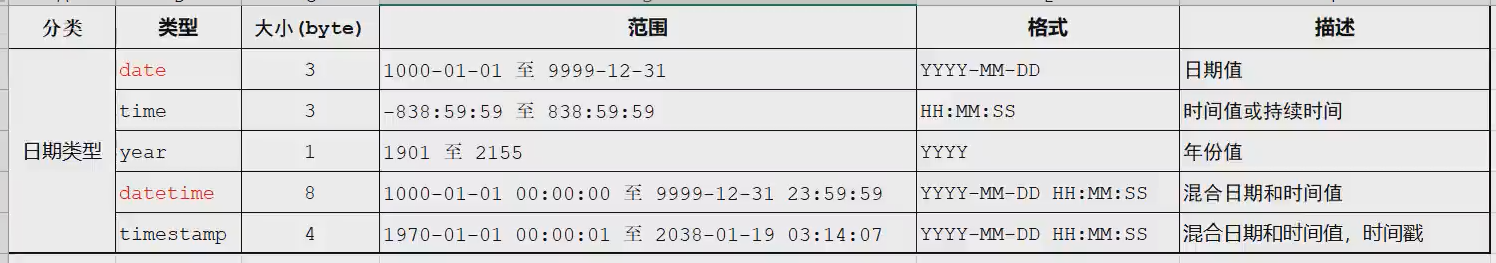 分类 类型 大小(byte) 范围 格式 描述
date 3 1000-01-01 至 9999-12-31 YYYY-MM-DD 日期值
time 3 -838:59:59 至 838:59:59 HH:MM:SS 时间值或持续时间
日期类型 year 1 1901 至 2155 YYYY 年份值
datetime 8 1000-01-01 00:00:00 至 9999-12-31 23:59:59 YYYY-MM-DD HH:MM:SS 混合日期和时间值
timestamp 4 1970-01-01 00:00:01 至 2038-01-19 03:14:07 YYYY-MM-DD HH:MM:SS 混合日期和时间值，时间戳